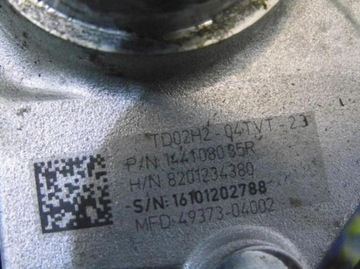 TD02H2-04TVT-23
P/N:144108085R
H/N 8201234380
S/N: 16101202788
MFD:49373-04002